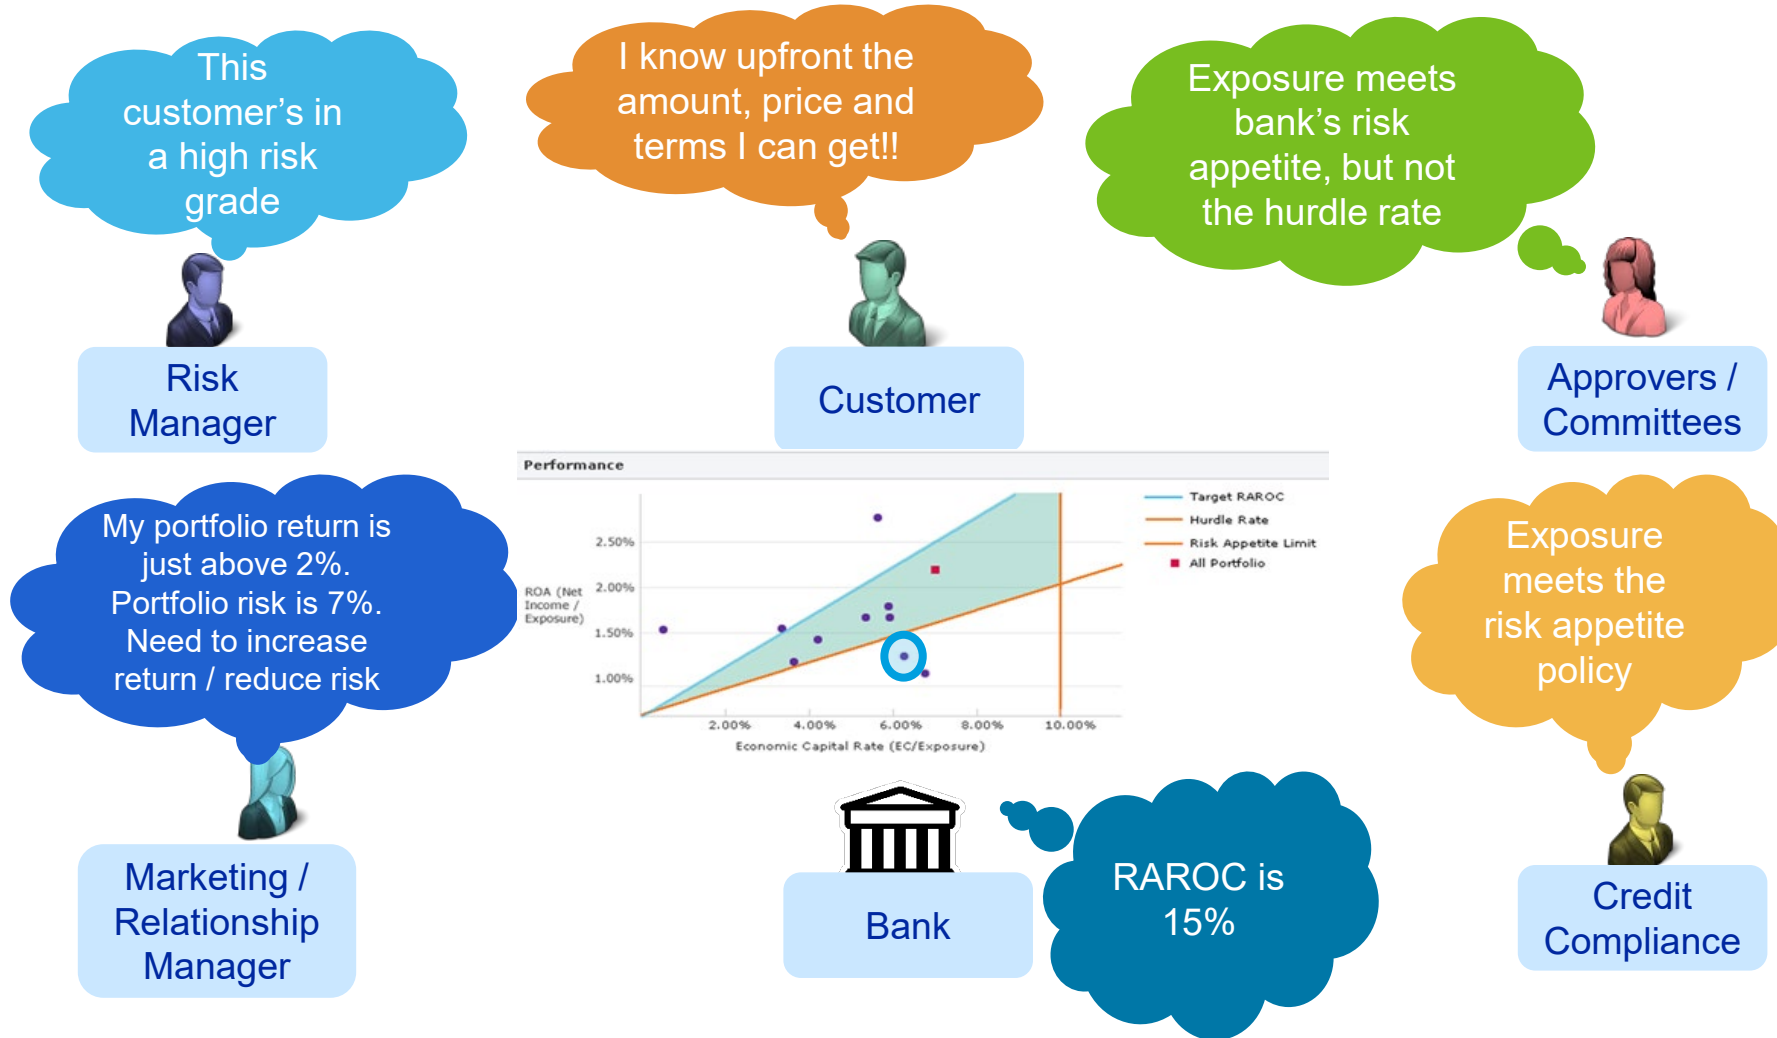 This
customer’s in
a high risk
grade
I know upfront the
amount, price and
terms I can get!!
Exposure meets
bank’s risk
appetite, but not
the hurdle rate
Risk
Manager
Customer
Approvers /
Committees
My portfolio return is
just above 2%.
Portfolio risk is 7%.
Need to increase
return / reduce risk
Performance
2.50%
2.00%
1.50%
1.00%
ROA (Net
Income /
Exposure)
2.00%
4.00%
6.00%
8.00%
10.00%
Economic Capital Rate (EC/Exposure)
Target RAROC
Hurdle Rate
Risk Appetite Limit
All Portfolio
Exposure
meets the
risk appetite
policy
Marketing /
Relationship
Manager
Bank
RAROC is
15%
Credit
Compliance